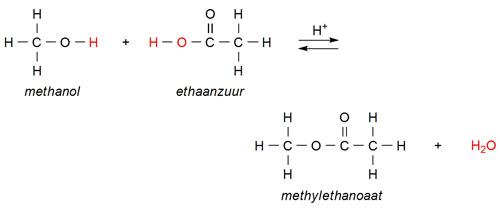 H H
O
H – C – O – H + H – O – C – C – H H+
H H
methanol ethaanzuur
H O H
H – C – O – C – C – H + H2O
H H
methylethanoaat